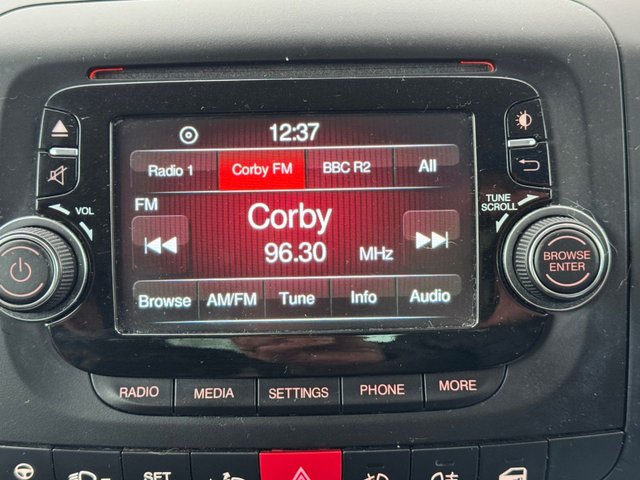 12:37
Radio 1 Corby FM BBC R2 All
FM
Corby
96.30 MHz
Browse AM/FM Tune Info Audio
VOL
TUNE
SCROLL
BROWSE
ENTER
RADIO MEDIA SETTINGS PHONE MORE
SET